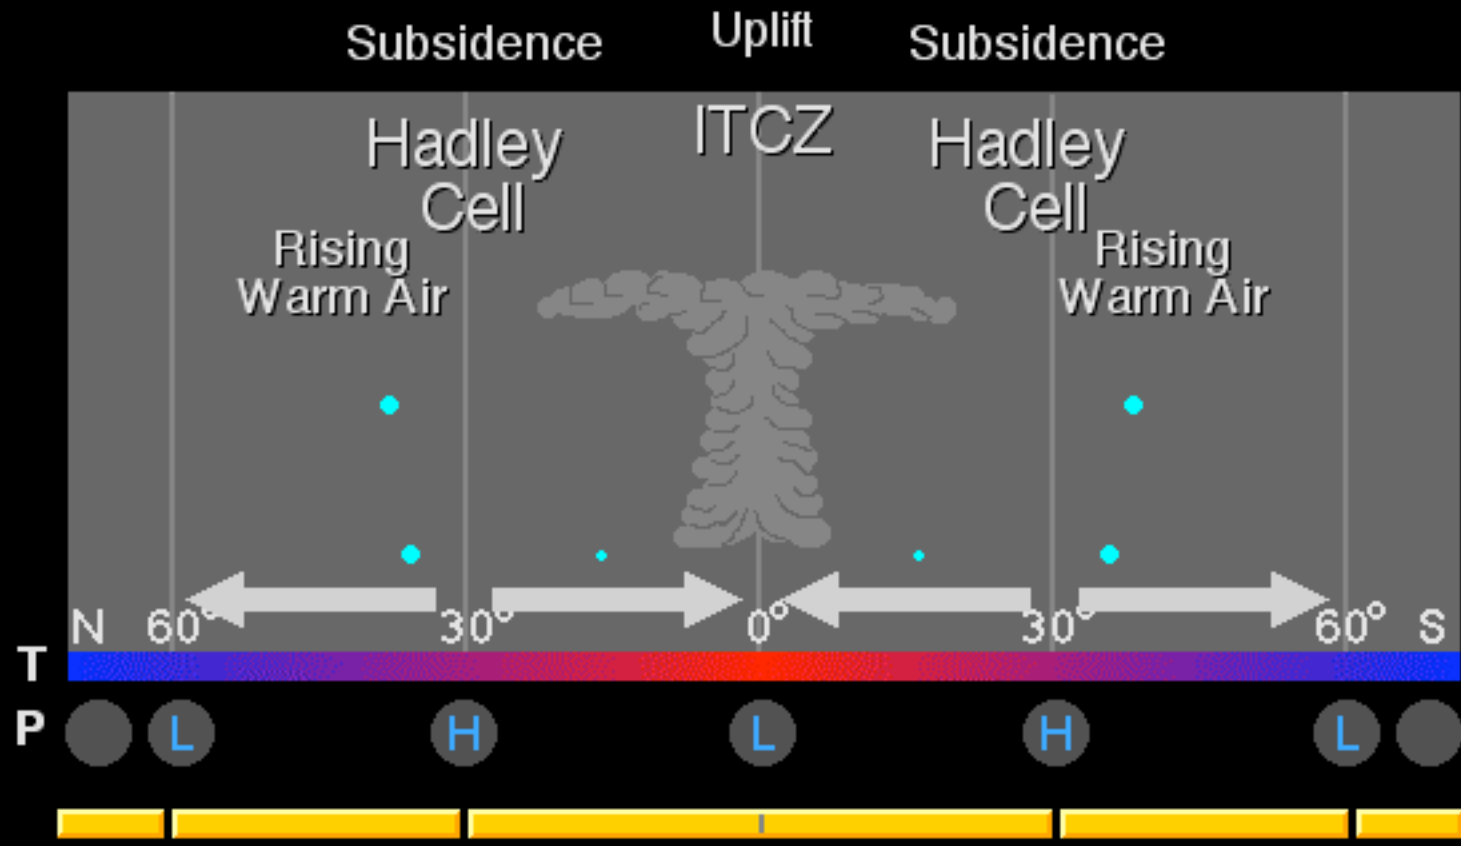 Subsidence Uplift Subsidence
Hadley Cell
ITCZ
Hadley Cell
Rising
Warm Air
Rising
Warm Air
N 60° 30° 0° 30° 60° S
T
P L H L H L